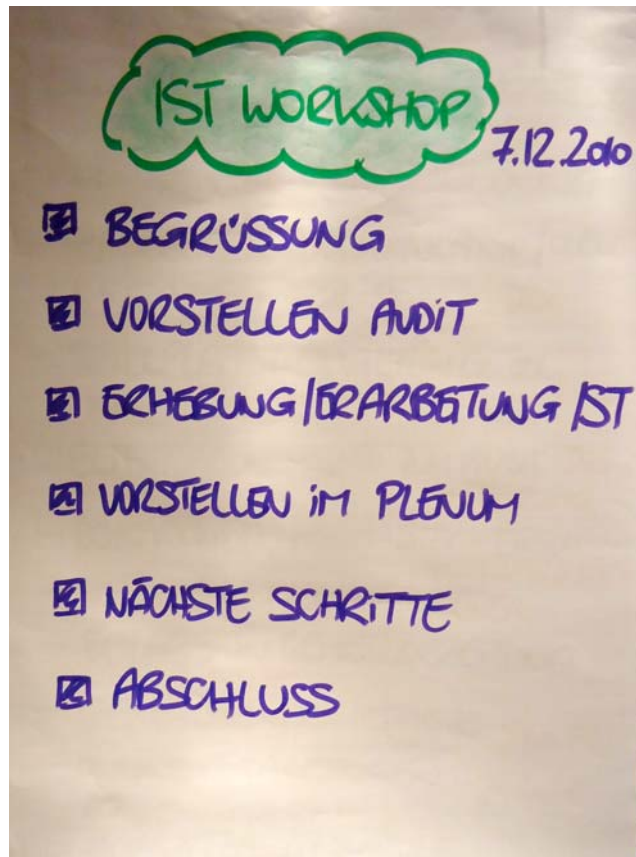 IST WORKSHOP
7.12.2010
BEGRÜSSUNG
VORSTELLEN AUDiT
ERHEBUNG/ERARBEITUNG IST
VORSTELLEN iM PLENUM
NÄCHSTE SCHRiTTE
ABSCHLUSS